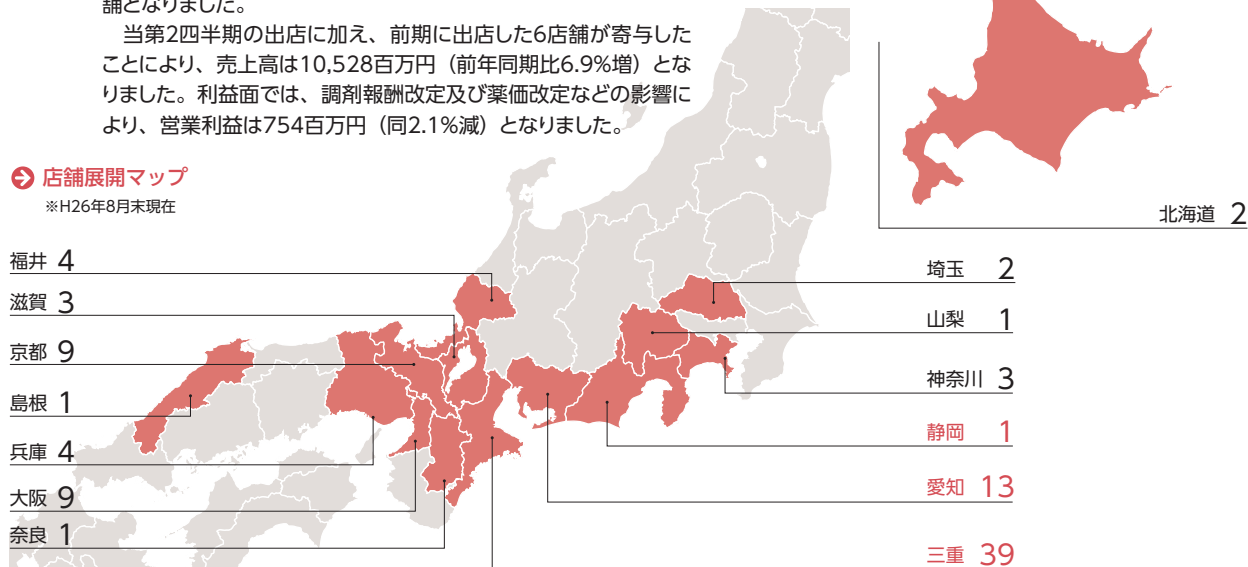 舗となりました。
当第2四半期の出店に加え、前期に出店した6店舗が寄与した
ことにより、売上高は10,528百万円（前年同期比6.9%増）とな
りました。利益面では、調剤報酬改定及び薬価改定などの影響に
より、営業利益は754百万円（同2.1%減）となりました。
店舗展開マップ
※H26年8月末現在
北海道 2
福井 4
滋賀 3
京都 9
島根 1
兵庫 4
大阪 9
奈良 1
埼玉 2
山梨 1
神奈川 3
静岡 1
愛知 13
三重 39